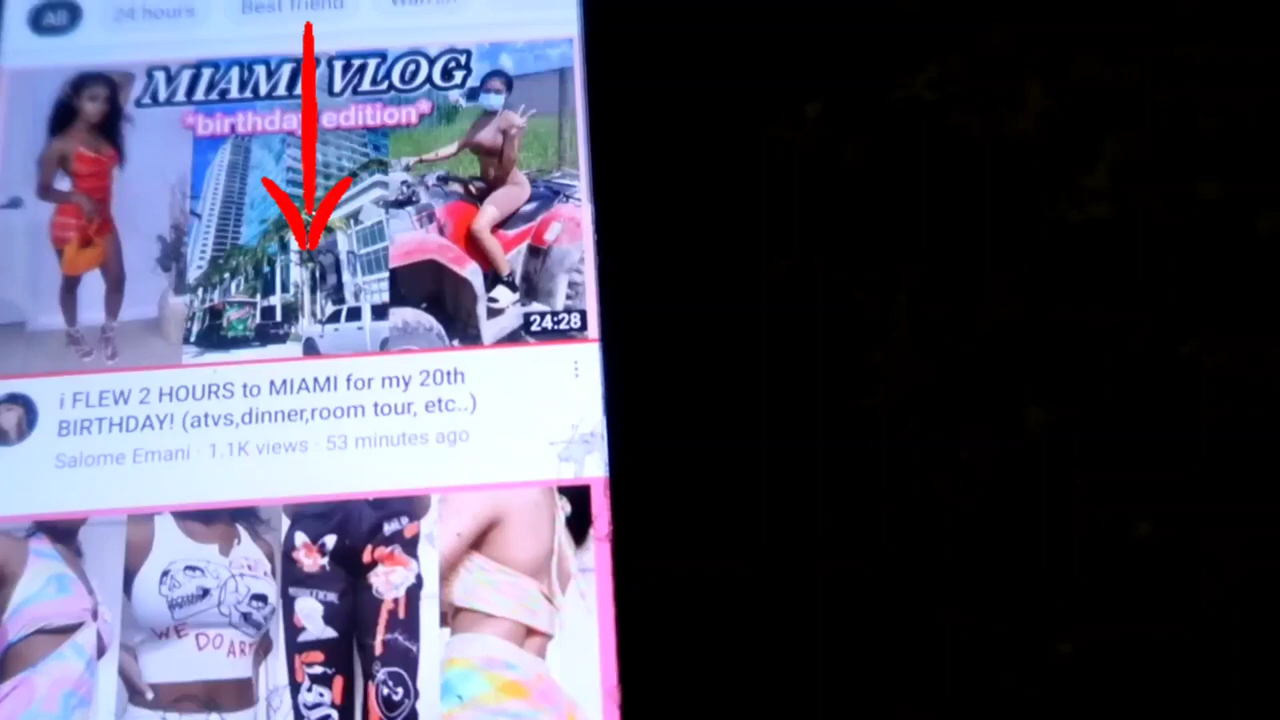 All 24 hours Best friend
MIAMI VLOG
*birthday edition*
24:28
i FLEW 2 HOURS to MIAMI for my 20th
BIRTHDAY! (atvs,dinner,room tour, etc..)
Salome Emani · 1.1K views · 53 minutes ago
WE DO ART